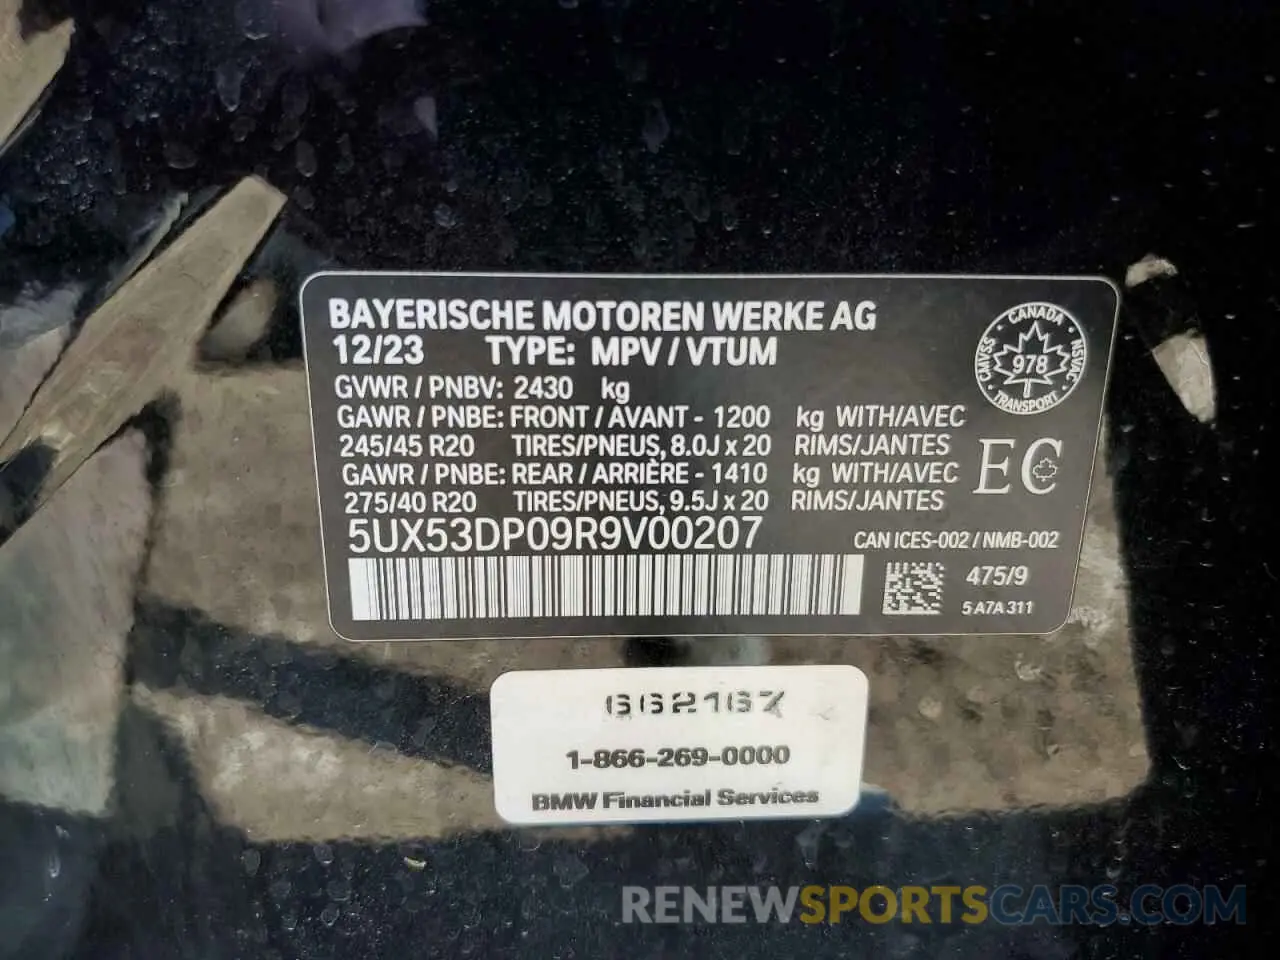 BAYERISCHE MOTOREN WERKE AG
12/23 TYPE: MPV / VTUM
GVWR / PNBV: 2430 kg
GAWR / PNBE: FRONT / AVANT - 1200 kg WITH/AVEC
245/45 R20 TIRES/PNEUS, 8.0J x 20 RIMS/JANTES
GAWR / PNBE: REAR / ARRIÈRE - 1410 kg WITH/AVEC
275/40 R20 TIRES/PNEUS, 9.5J x 20 RIMS/JANTES
5UX53DP09R9V00207
CANADA
CMVSS 978 NSVAC
TRANSPORT
EC
CAN ICES-002 / NMB-002
475/9
5 A7A 311
662167
1-866-269-0000
BMW Financial Services
RENEWSPORTSCARS.COM